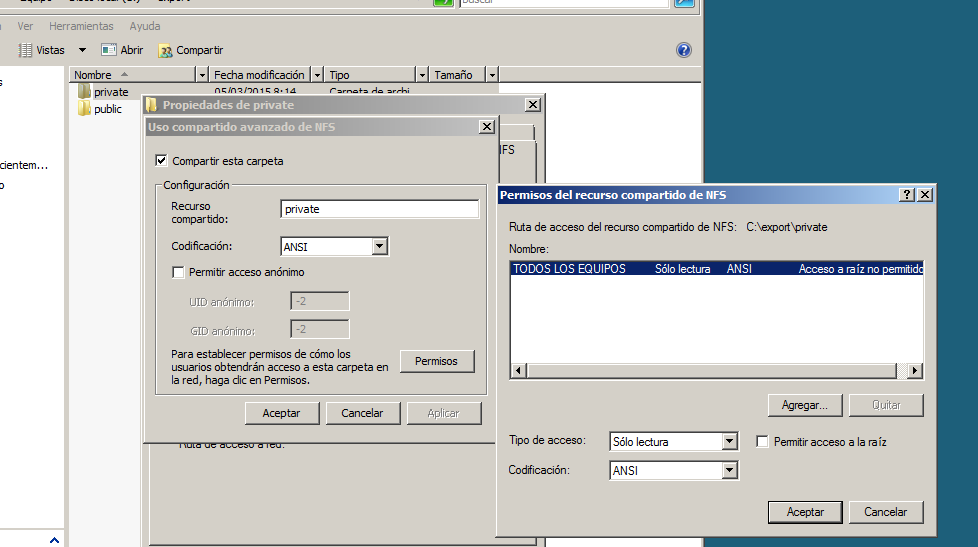 Buscar
Ver Herramientas Ayuda
Vistas Abrir Compartir
Nombre Fecha modificación Tipo Tamaño
private 05/03/2015 8:14 Carpeta de archi
public
cientem...
Propiedades de private
NFS
Uso compartido avanzado de NFS
Compartir esta carpeta
Configuración
Recurso
compartido:
private
Codificación: ANSI
Permitir acceso anónimo
UID anónimo: -2
GID anónimo: -2
Para establecer permisos de cómo los
usuarios obtendrán acceso a esta carpeta en
la red, haga clic en Permisos.
Permisos
Aceptar Cancelar Aplicar
Ruta de acceso a red:
Permisos del recurso compartido de NFS
Ruta de acceso del recurso compartido de NFS: C:\export\private
Nombre:
TODOS LOS EQUIPOS Sólo lectura ANSI Acceso a raíz no permitido
Agregar... Quitar
Tipo de acceso: Sólo lectura Permitir acceso a la raíz
Codificación: ANSI
Aceptar Cancelar